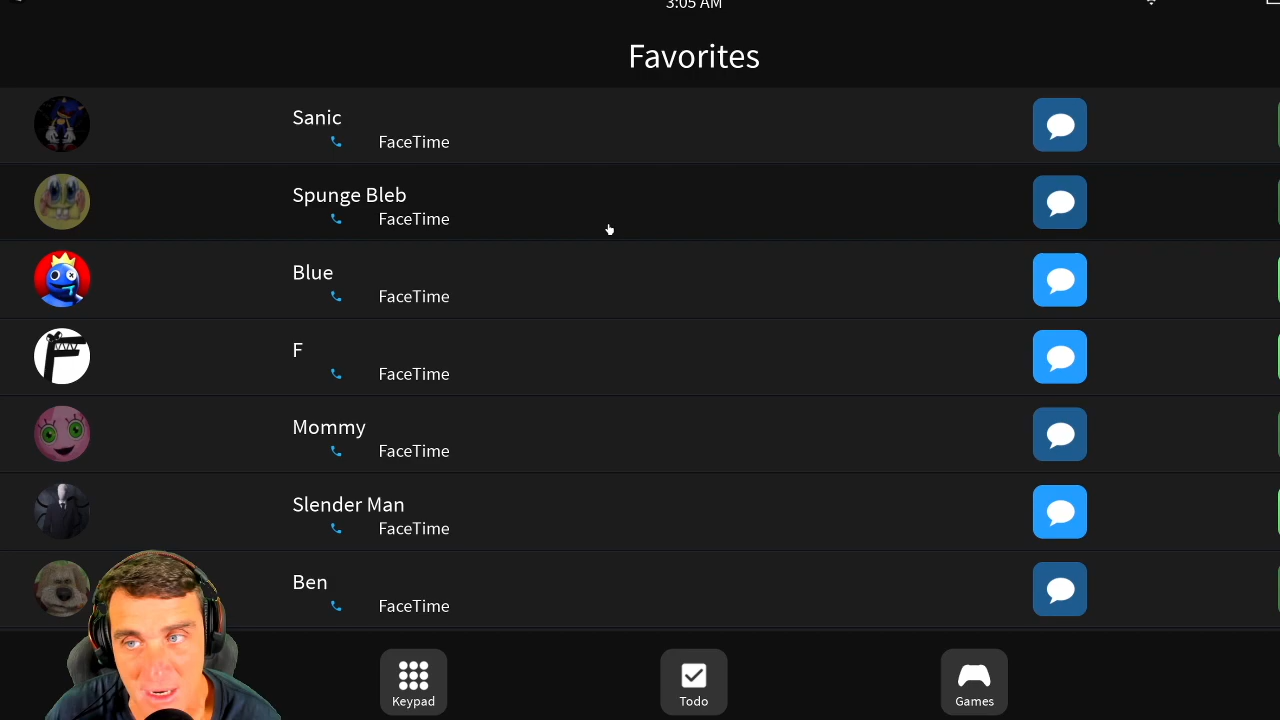 3:05 AM
Favorites
Sanic
FaceTime
Spunge Bleb
FaceTime
Blue
FaceTime
F
FaceTime
Mommy
FaceTime
Slender Man
FaceTime
Ben
FaceTime
Keypad
Todo
Games